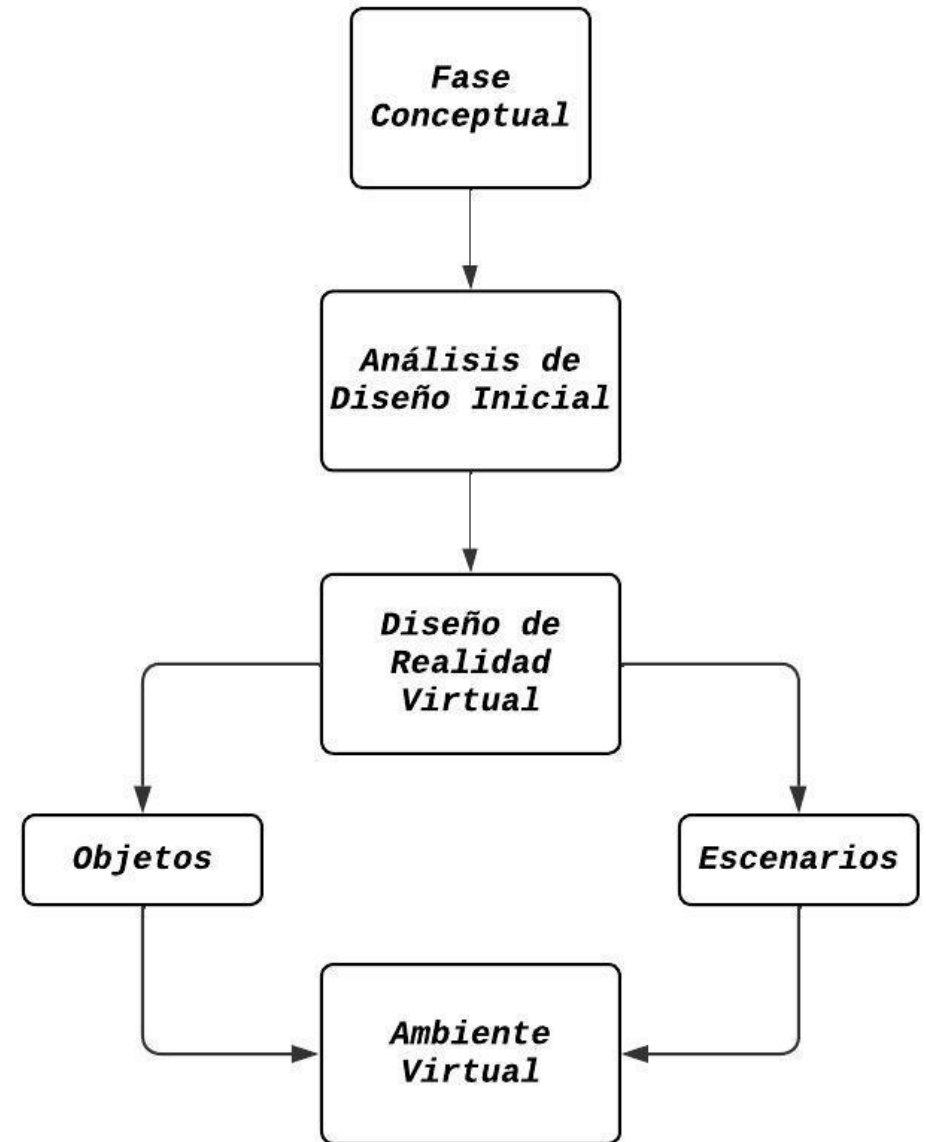 Fase
Conceptual
Análisis de
Diseño Inicial
Diseño de
Realidad
Virtual
Objetos
Escenarios
Ambiente
Virtual